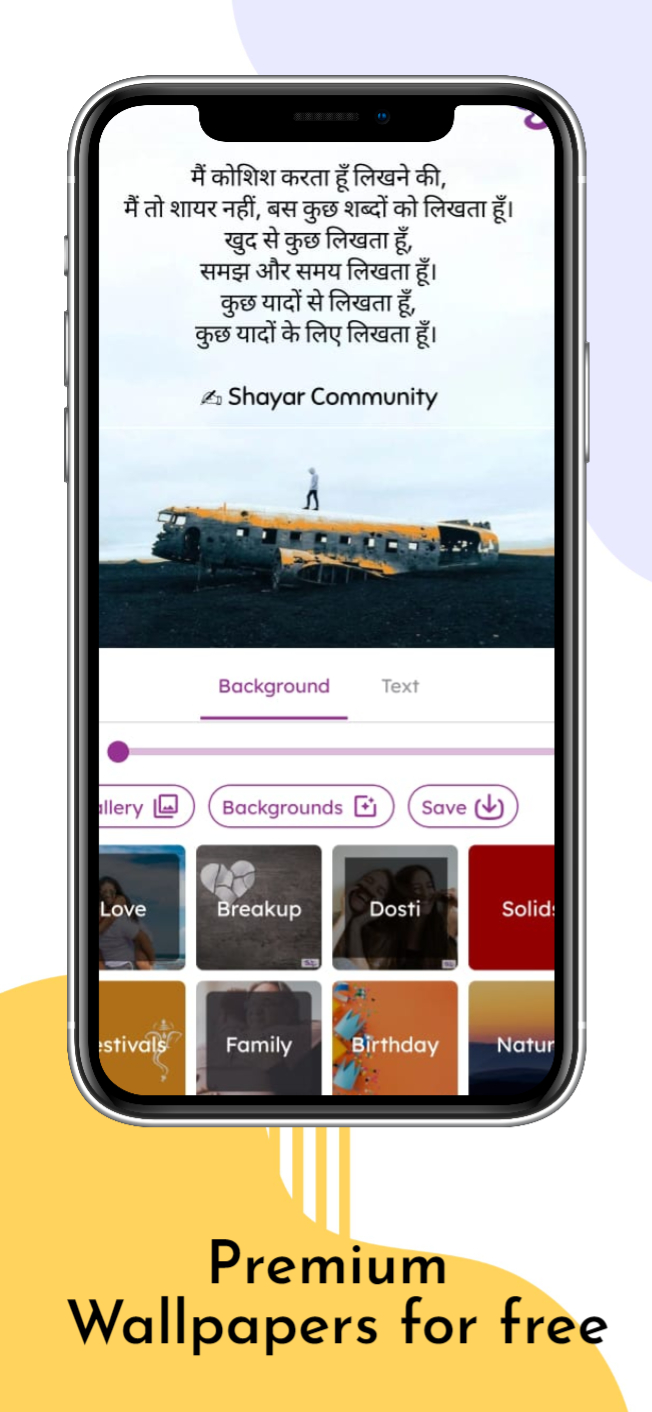 मैं कोशिश करता हूँ लिखने की,
मैं तो शायर नहीं, बस कुछ शब्दों को लिखता हूँ।
खुद से कुछ लिखता हूँ,
समझ और समय लिखता हूँ।
कुछ यादों से लिखता हूँ,
कुछ यादों के लिए लिखता हूँ।
✍ Shayar Community
Background Text
allery Backgrounds Save
Love Breakup Dosti Solids
estivals Family Birthday Natur
Premium
Wallpapers for free